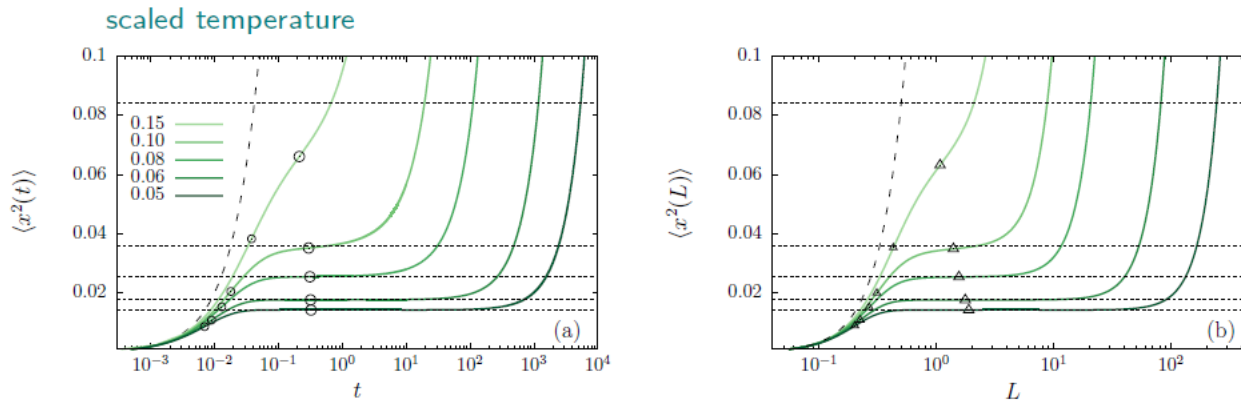 scaled temperature
0.1
0.08
0.06
0.04
0.02
⟨x²(t)⟩
0.15
0.10
0.08
0.06
0.05
(a)
10⁻³ 10⁻² 10⁻¹ 10⁰ 10¹ 10² 10³ 10⁴
t
0.1
0.08
0.06
0.04
0.02
⟨x²(L)⟩
(b)
10⁻¹ 10⁰ 10¹ 10²
L